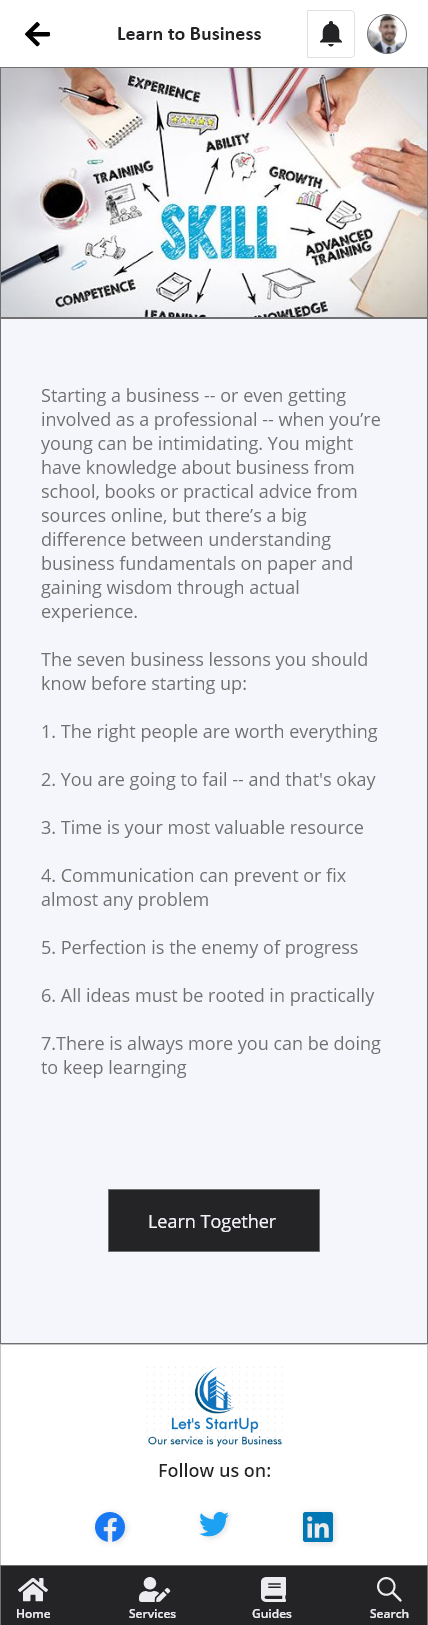 Learn to Business
EXPERIENCE
ABILITY
TRAINING
GROWTH
SKILL
ADVANCED
TRAINING
COMPETENCE
LEARNING
KNOWLEDGE
Starting a business -- or even getting
involved as a professional -- when you’re
young can be intimidating. You might
have knowledge about business from
school, books or practical advice from
sources online, but there’s a big
difference between understanding
business fundamentals on paper and
gaining wisdom through actual
experience.
The seven business lessons you should
know before starting up:
1. The right people are worth everything
2. You are going to fail -- and that's okay
3. Time is your most valuable resource
4. Communication can prevent or fix
almost any problem
5. Perfection is the enemy of progress
6. All ideas must be rooted in practically
7.There is always more you can be doing
to keep learnging
Learn Together
Let's StartUp
Our service is your Business
Follow us on:
Home
Services
Guides
Search